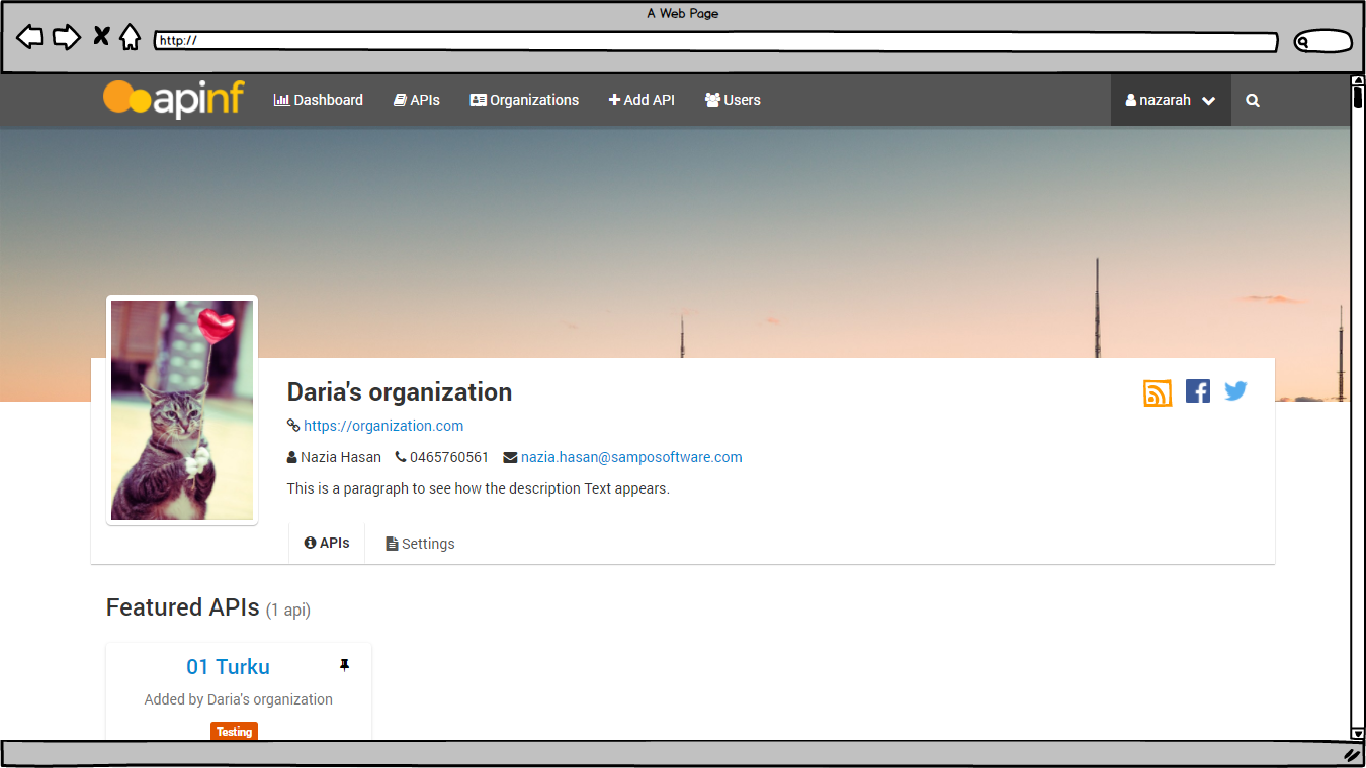 A Web Page
http://
apinf Dashboard APIs Organizations Add API Users nazarah
Daria's organization
https://organization.com
Nazia Hasan 0465760561 nazia.hasan@samposoftware.com
This is a paragraph to see how the description Text appears.
APIs Settings
Featured APIs (1 api)
01 Turku
Added by Daria's organization
Testing